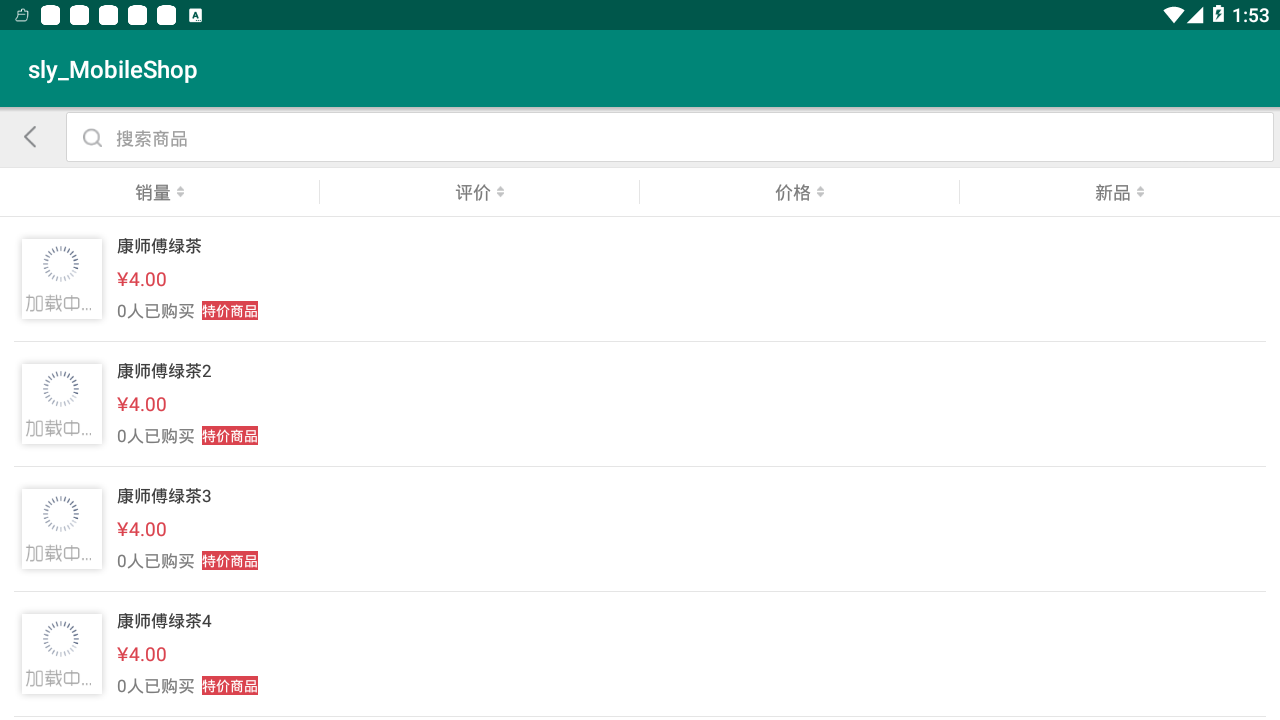 1:53
sly_MobileShop
搜索商品
销量 评价 价格 新品
康师傅绿茶
¥4.00
加载中...
0人已购买 特价商品
康师傅绿茶2
¥4.00
加载中...
0人已购买 特价商品
康师傅绿茶3
¥4.00
加载中...
0人已购买 特价商品
康师傅绿茶4
¥4.00
加载中...
0人已购买 特价商品